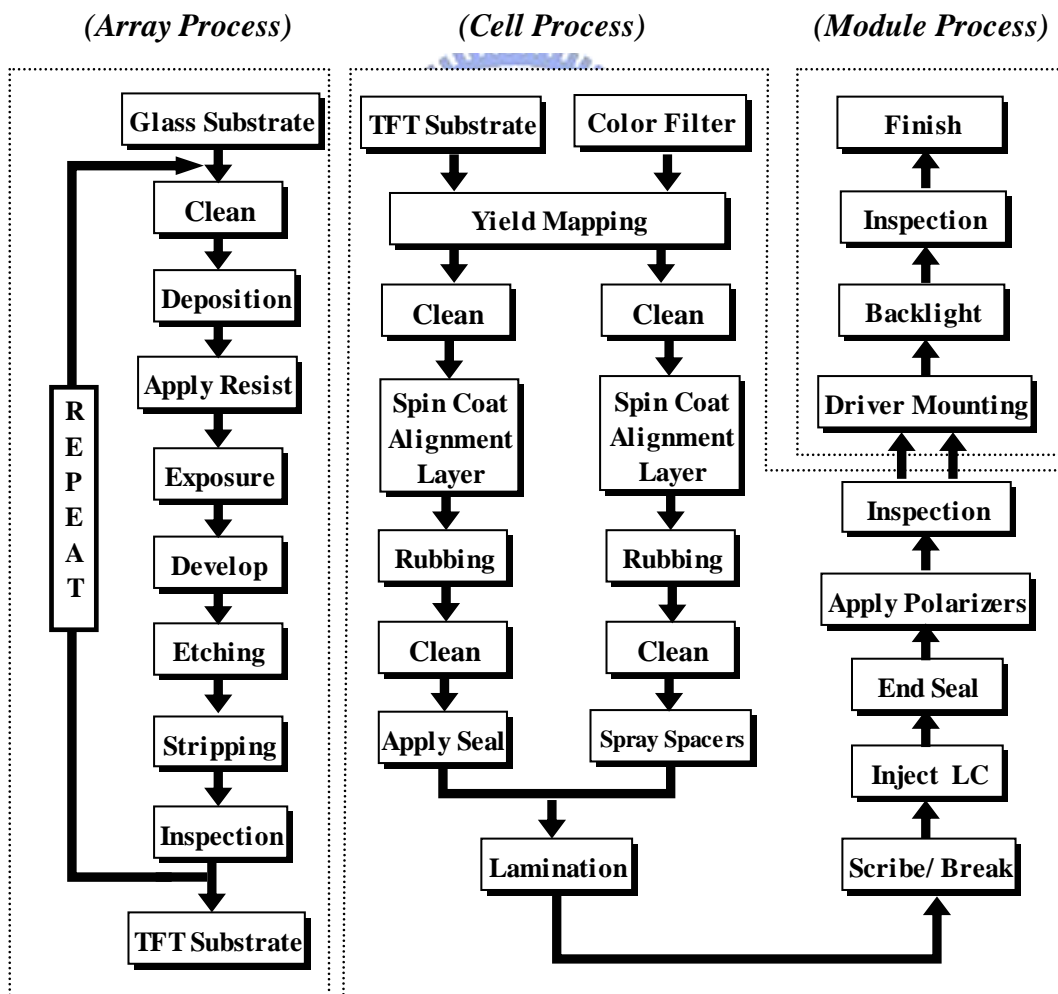 (Array Process)
Glass Substrate
Clean
Deposition
Apply Resist
Exposure
Develop
Etching
Stripping
Inspection
TFT Substrate
REPEAT
(Cell Process)
TFT Substrate
Color Filter
Yield Mapping
Clean
Spin Coat
Alignment
Layer
Rubbing
Clean
Apply Seal
Clean
Spin Coat
Alignment
Layer
Rubbing
Clean
Spray Spacers
Lamination
Scribe/ Break
Inject LC
End Seal
Apply Polarizers
Inspection
(Module Process)
Driver Mounting
Backlight
Inspection
Finish